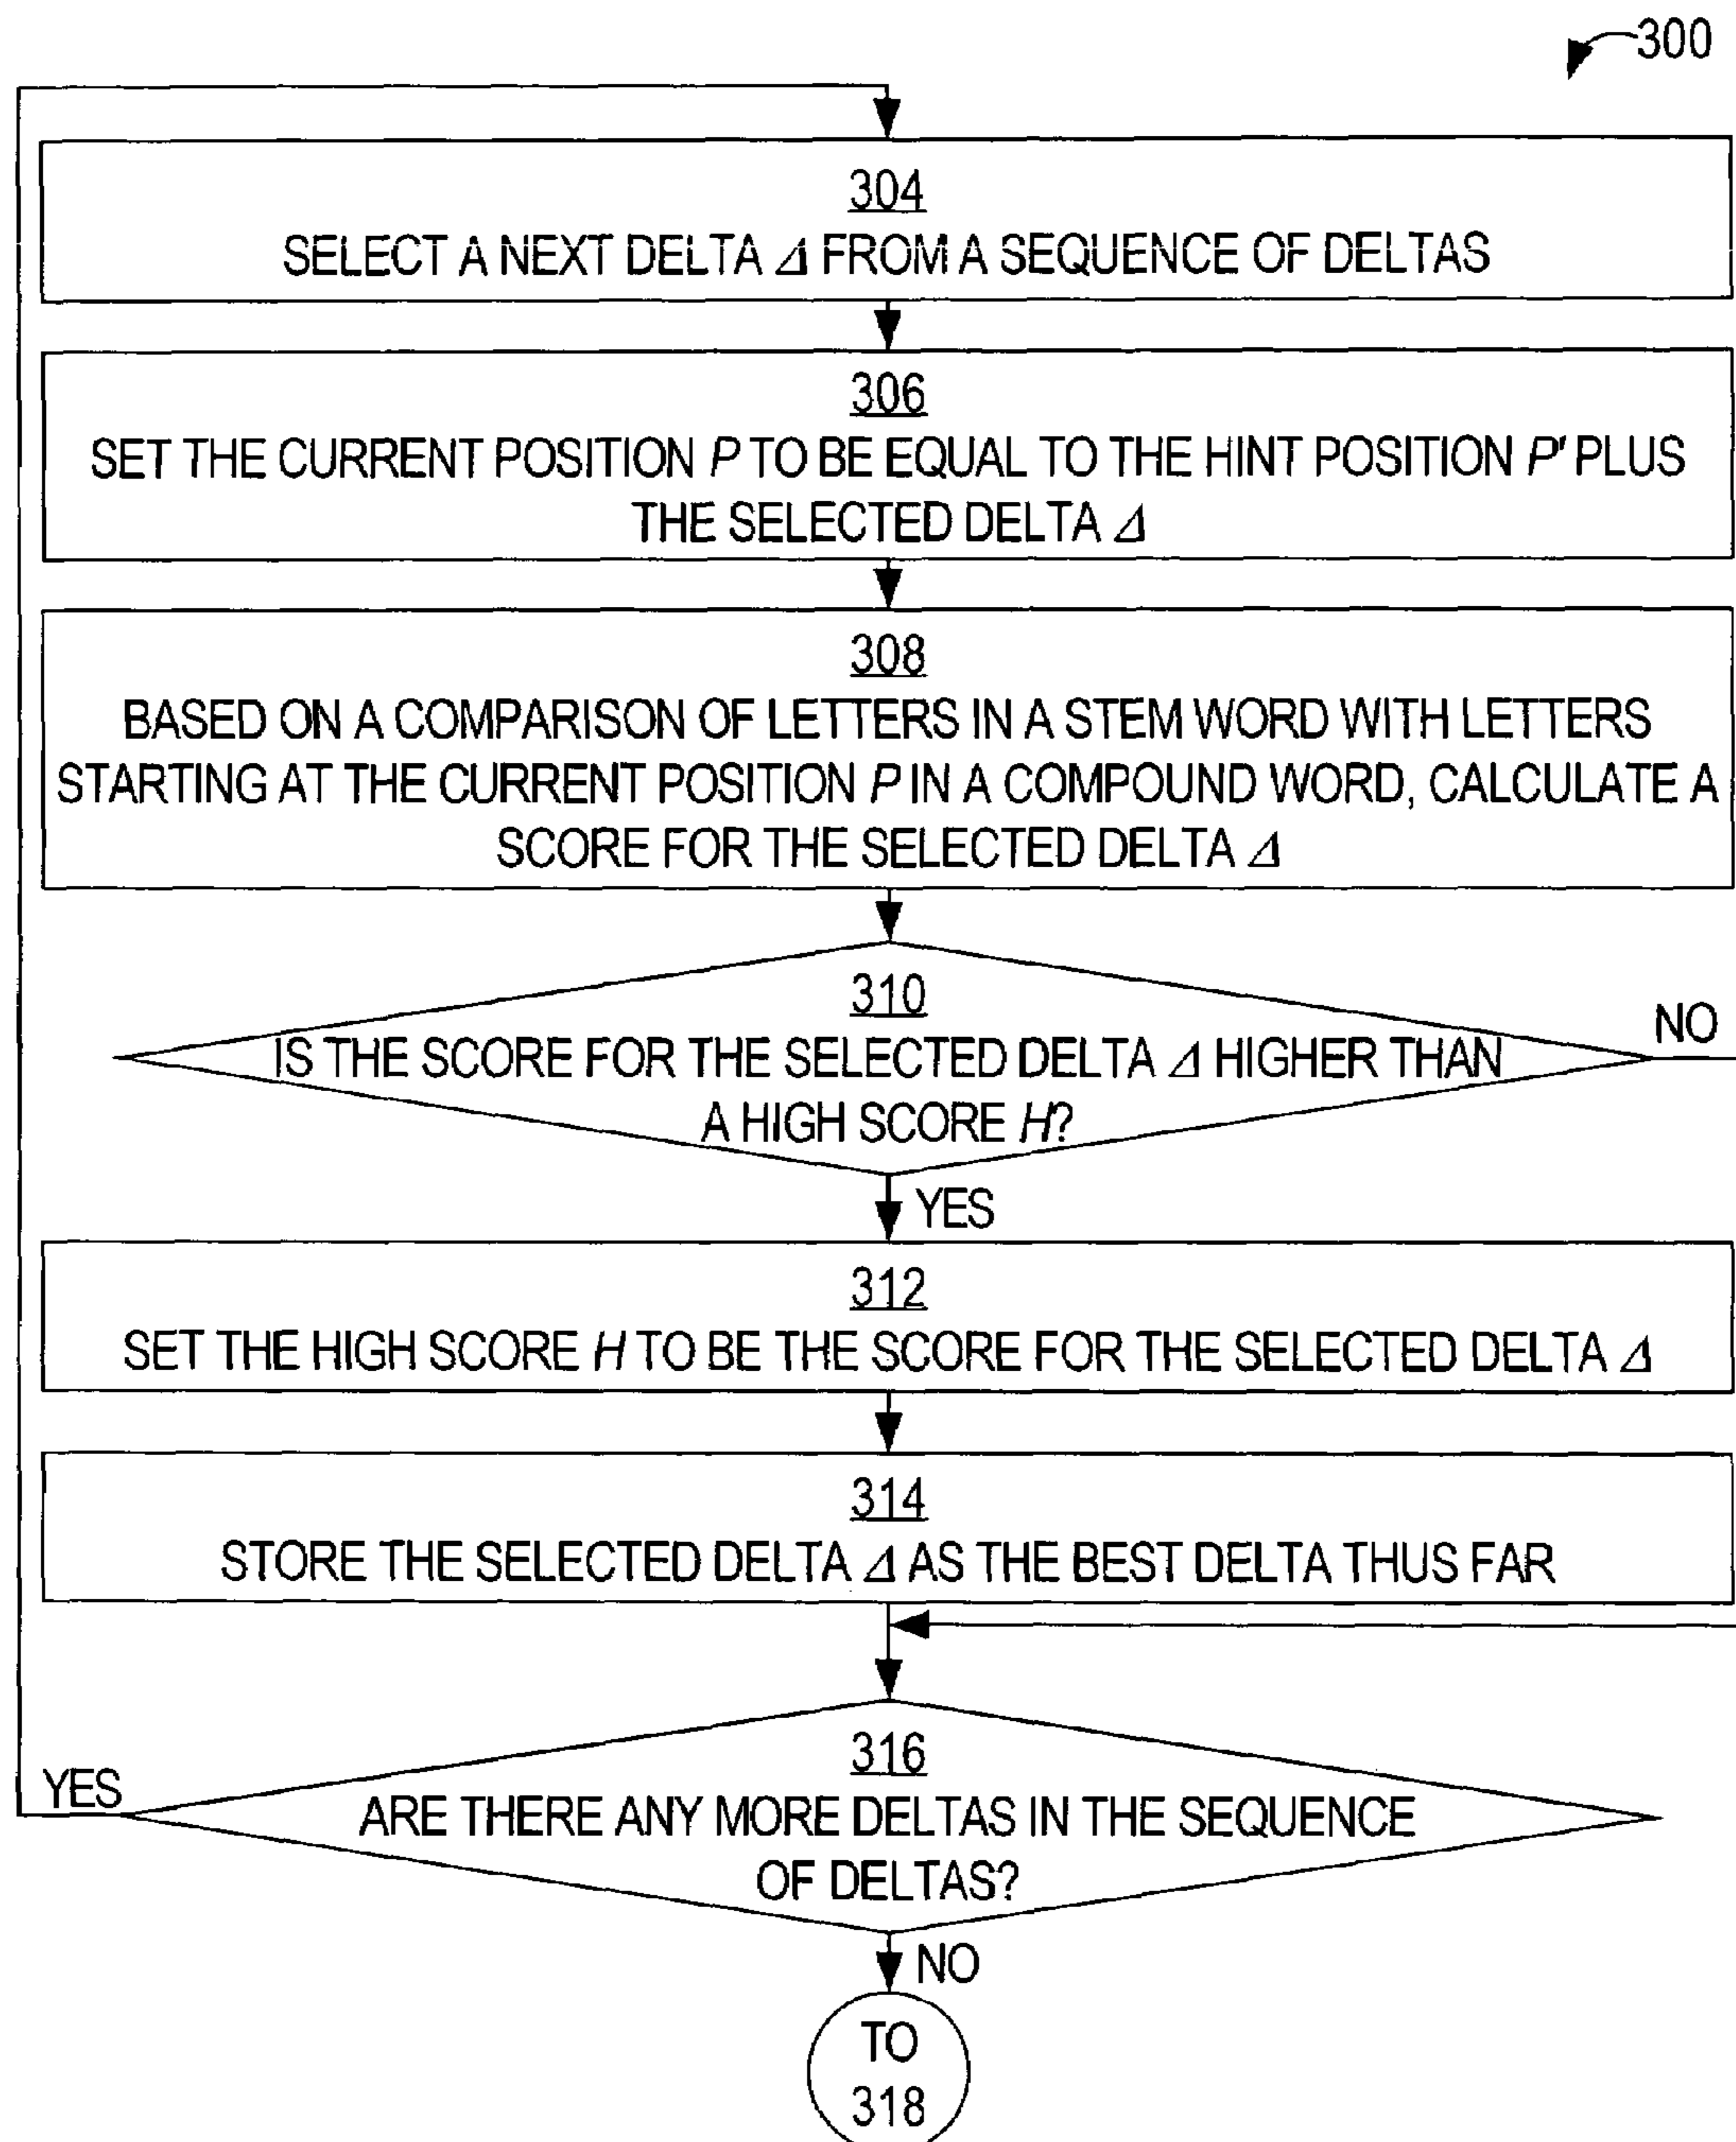 300
304
SELECT A NEXT DELTA Δ FROM A SEQUENCE OF DELTAS
306
SET THE CURRENT POSITION P TO BE EQUAL TO THE HINT POSITION P' PLUS
THE SELECTED DELTA Δ
308
BASED ON A COMPARISON OF LETTERS IN A STEM WORD WITH LETTERS
STARTING AT THE CURRENT POSITION P IN A COMPOUND WORD, CALCULATE A
SCORE FOR THE SELECTED DELTA Δ
310
IS THE SCORE FOR THE SELECTED DELTA Δ HIGHER THAN
A HIGH SCORE H?
NO
YES
312
SET THE HIGH SCORE H TO BE THE SCORE FOR THE SELECTED DELTA Δ
314
STORE THE SELECTED DELTA Δ AS THE BEST DELTA THUS FAR
316
YES
ARE THERE ANY MORE DELTAS IN THE SEQUENCE
OF DELTAS?
NO
TO
318